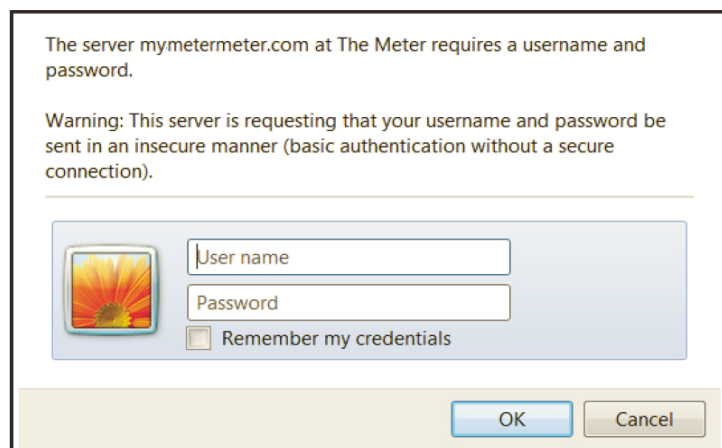 The server my.metermeter.com at The Meter requires a username and
password.
Warning: This server is requesting that your username and password be
sent in an insecure manner (basic authentication without a secure
connection).
User name
Password
Remember my credentials
OK
Cancel